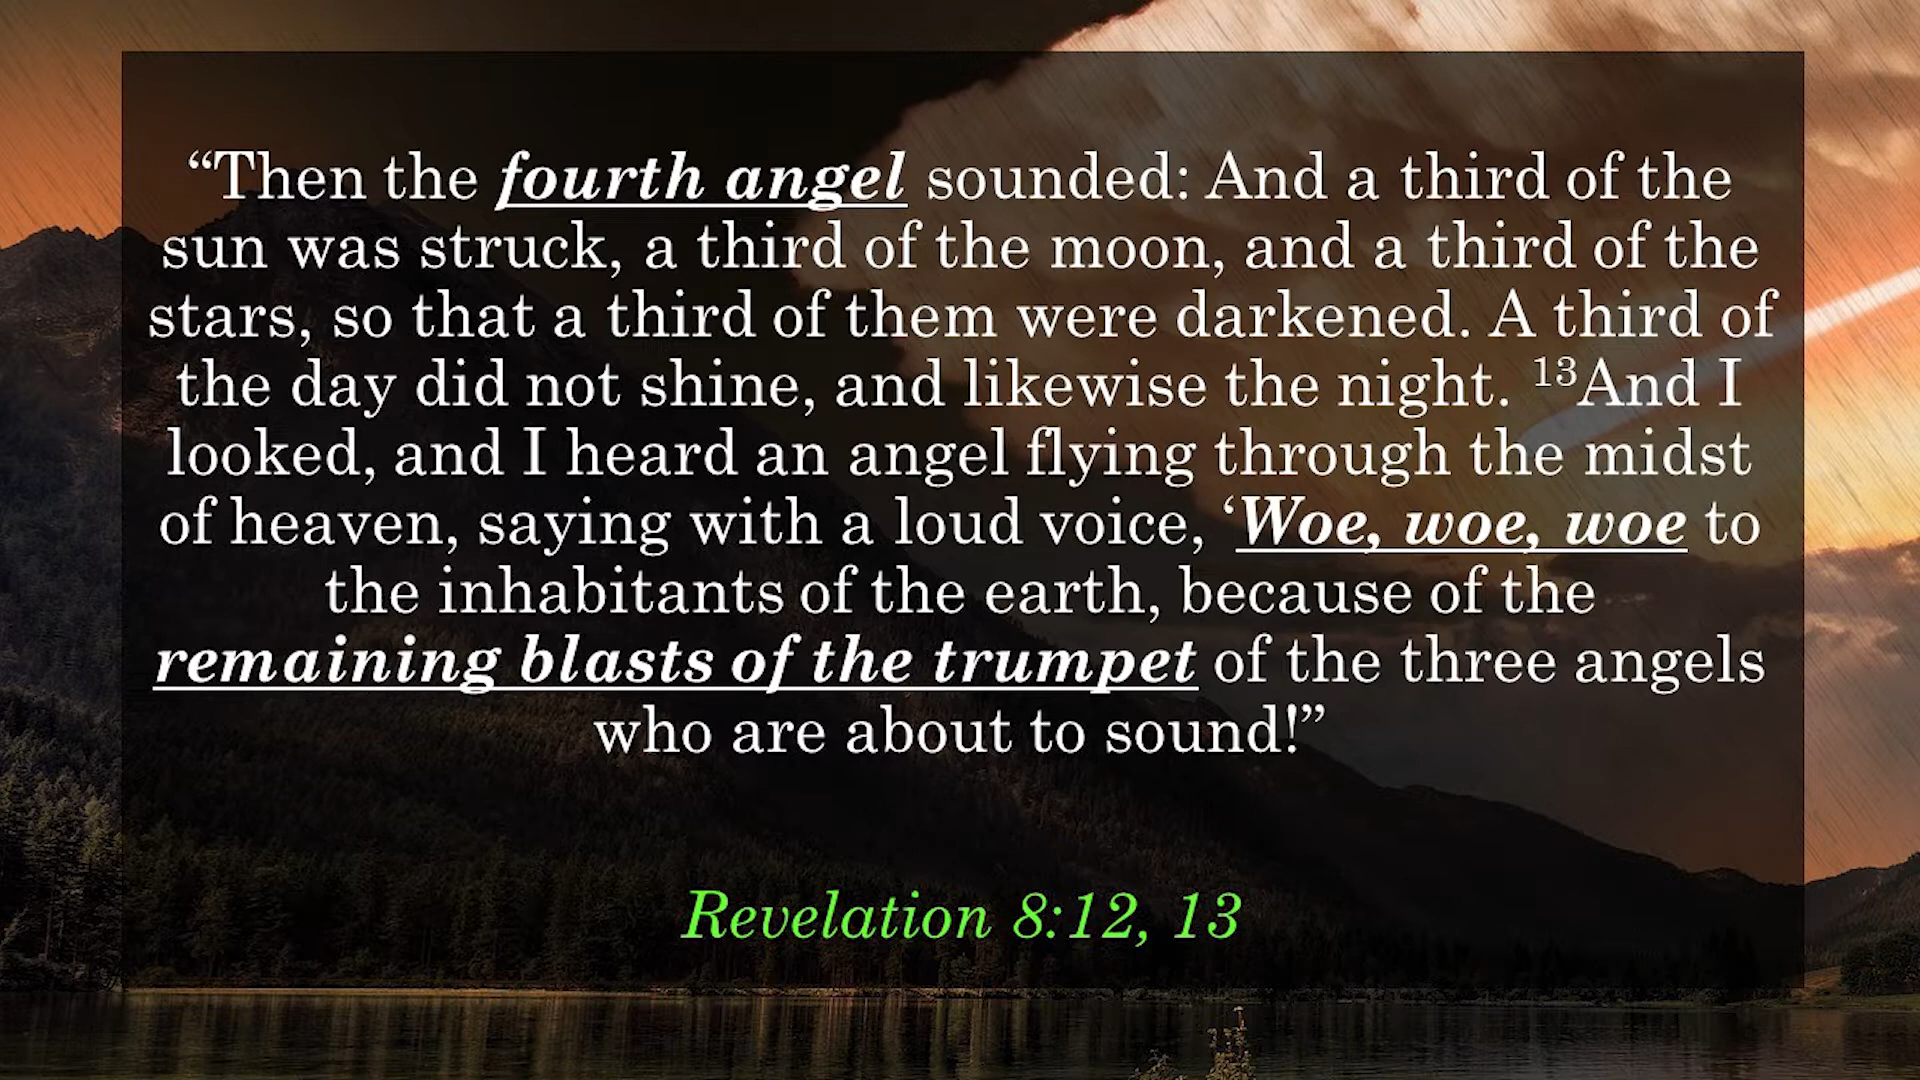 “Then the fourth angel sounded: And a third of the
sun was struck, a third of the moon, and a third of the
stars, so that a third of them were darkened. A third of
the day did not shine, and likewise the night. ¹³And I
looked, and I heard an angel flying through the midst
of heaven, saying with a loud voice, ‘Woe, woe, woe to
the inhabitants of the earth, because of the
remaining blasts of the trumpet of the three angels
who are about to sound!”
Revelation 8:12, 13